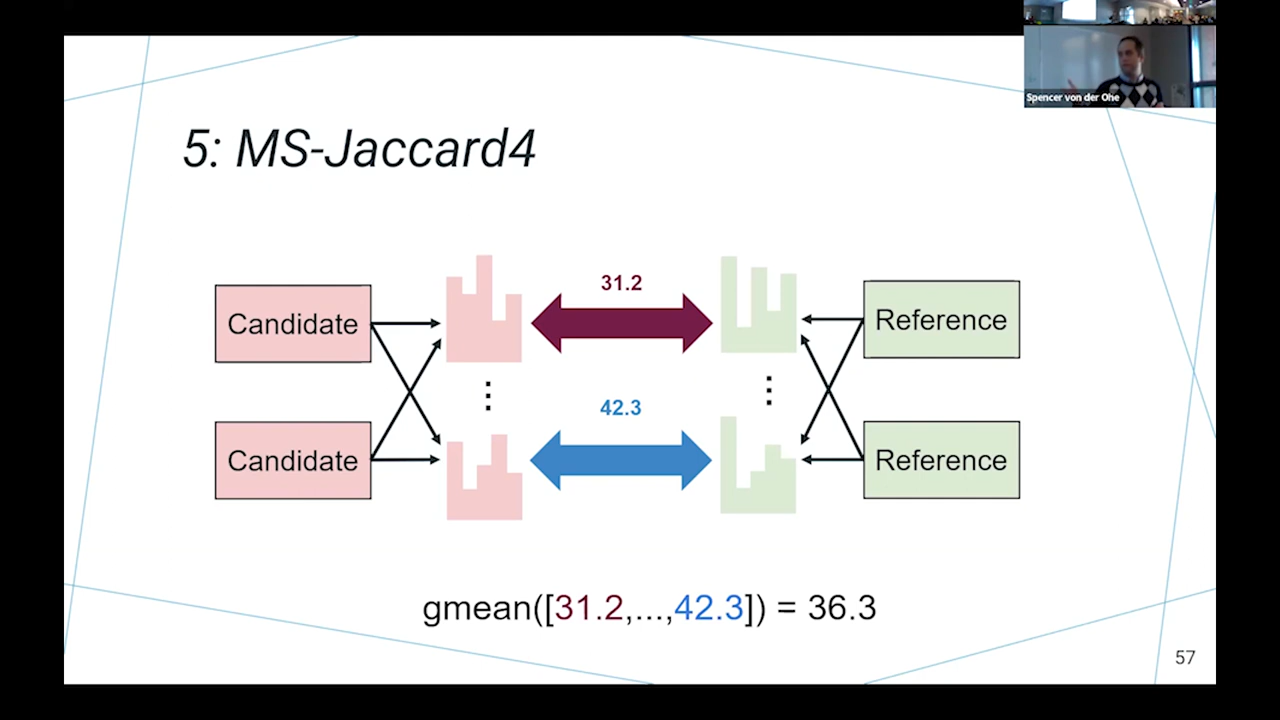 Spencer von der Ohe
5: MS-Jaccard4
31.2
Candidate
Reference
42.3
Candidate
Reference
gmean([31.2,...,42.3]) = 36.3
57